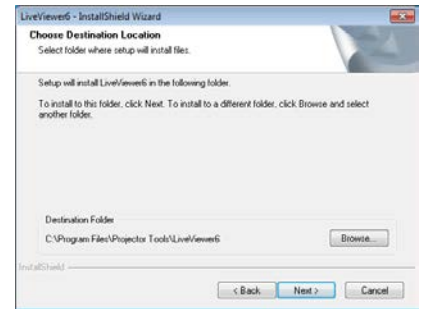 LiveViewer6 - InstallShield Wizard
Choose Destination Location
Select folder where setup will install files.
Setup will install LiveViewer6 in the following folder.
To install to this folder, click Next. To install to a different folder, click Browse and select
another folder.
Destination Folder
C:\Program Files\Projector Tools\LiveViewer6
Browse...
InstallShield
< Back
Next >
Cancel